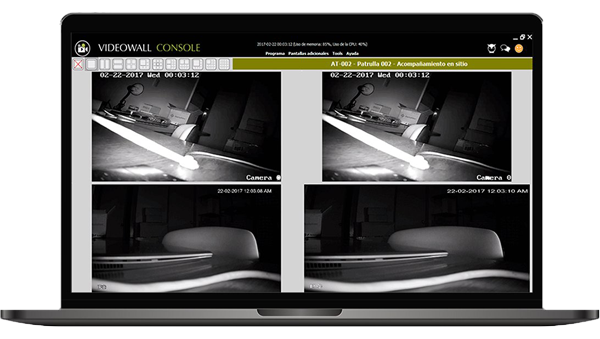 VIDEOWALL CONSOLE
2017-02-22 00:03:12 (Uso de memoria: 85%, Uso de la CPU: 40%)
Programa Pantallas adicionales Tools Ayuda
AT-002 - Patrulla 002 - Acompañamiento en sitio
02-22-2017 Wed 00:03:12
02-22-2017 Wed 00:03:12
Camera 0
Camera 0
22-02-2017 12:03:08 AM
22-02-2017 12:03:10 AM